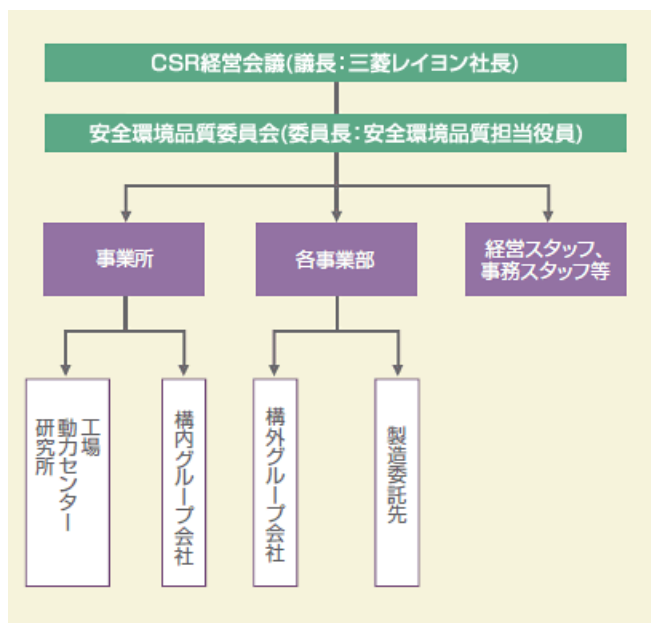 CSR経営会議(議長：三菱レイヨン社長)
安全環境品質委員会(委員長：安全環境品質担当役員)
事業所
各事業部
経営スタッフ、
事務スタッフ等
工場
動力センター
研究所
構内グループ会社
構外グループ会社
製造委託先